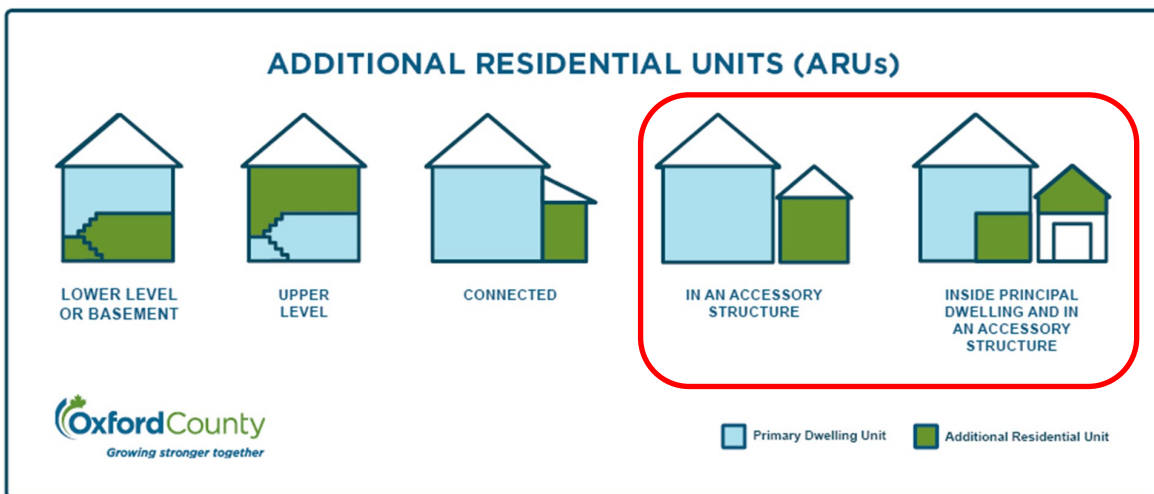 ADDITIONAL RESIDENTIAL UNITS (ARUs)
LOWER LEVEL
OR BASEMENT
UPPER
LEVEL
CONNECTED
IN AN ACCESSORY
STRUCTURE
INSIDE PRINCIPAL
DWELLING AND IN
AN ACCESSORY
STRUCTURE
OxfordCounty
Growing stronger together
Primary Dwelling Unit
Additional Residential Unit